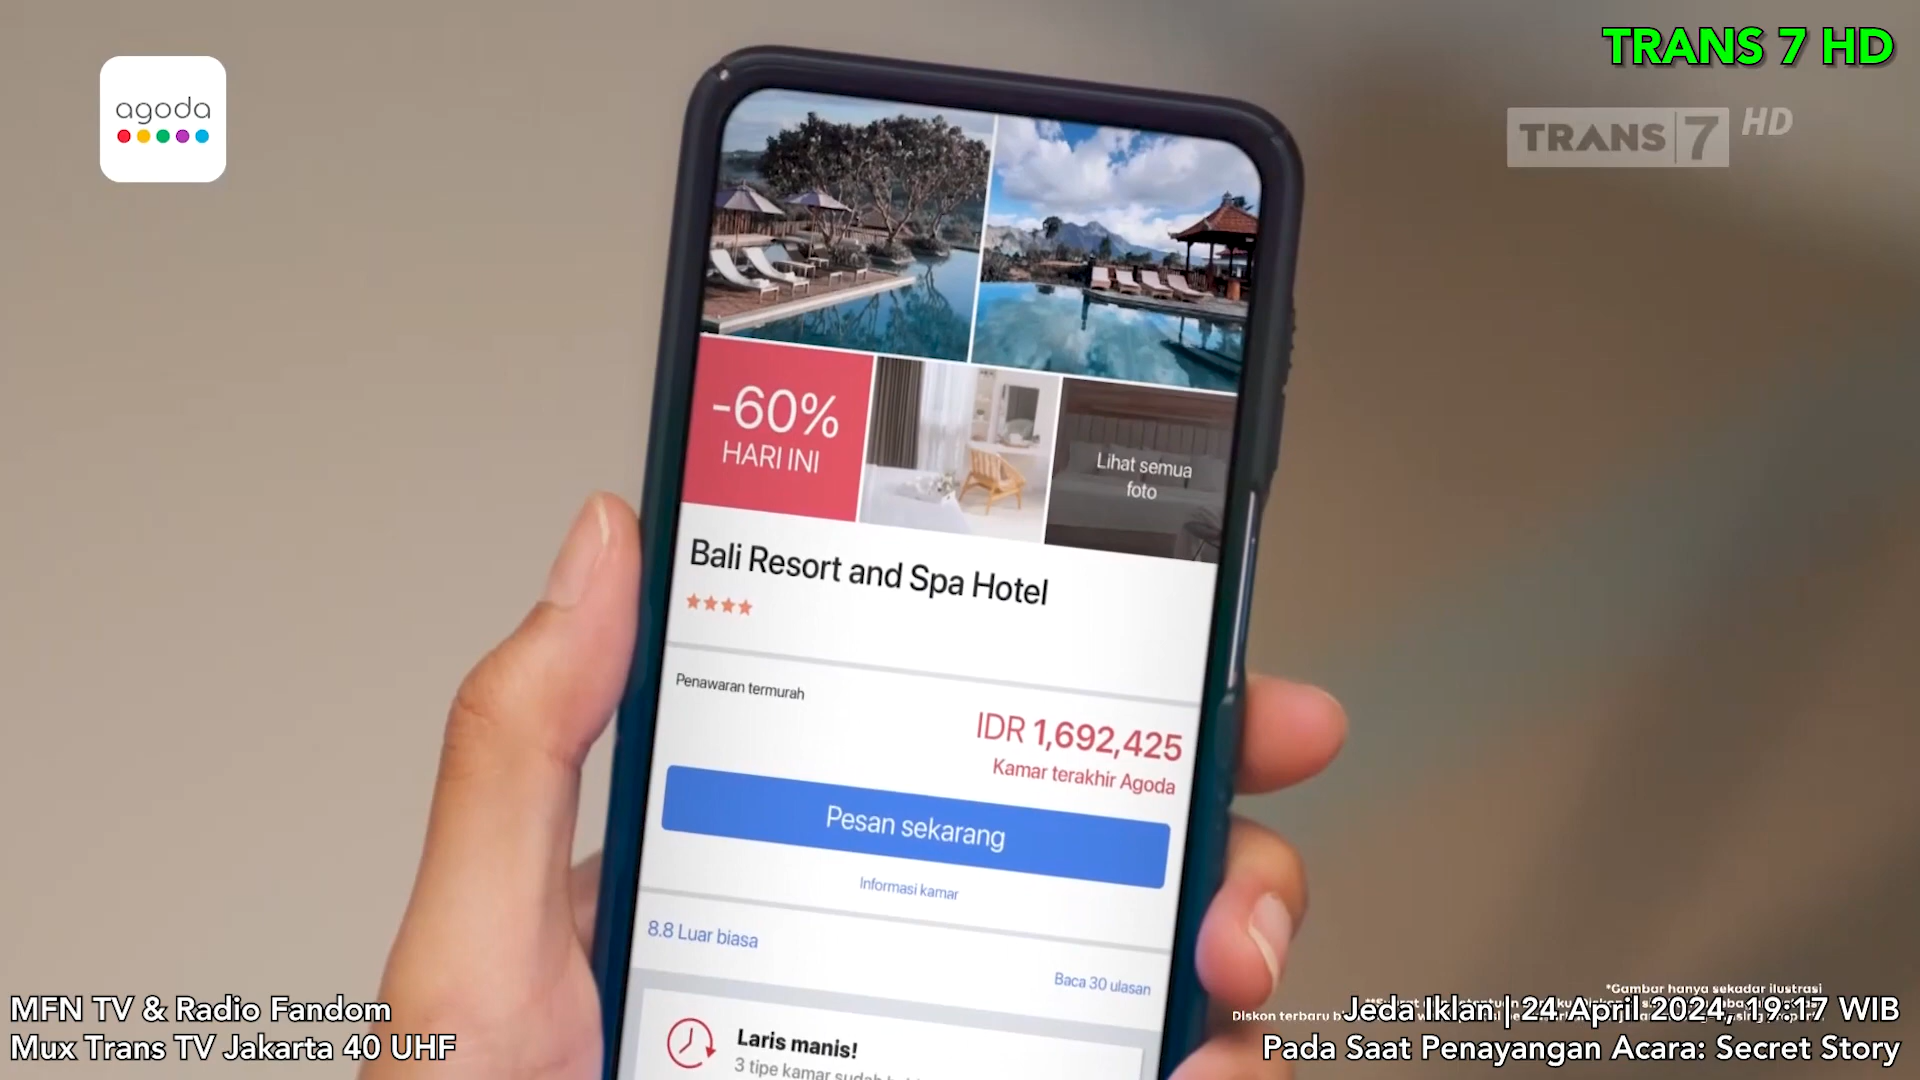 TRANS 7 HD
agoda
TRANS 7 HD
-60%
HARI INI
Lihat semua
foto
Bali Resort and Spa Hotel
Penawaran termurah
IDR 1,692,425
Kamar terakhir Agoda
Pesan sekarang
Informasi kamar
8.8 Luar biasa
Baca 30 ulasan
Laris manis!
3 tipe kamar sudah
*Gambar hanya sekadar ilustrasi
Diskon terbaru
MFN TV & Radio Fandom
Mux Trans TV Jakarta 40 UHF
Jeda Iklan | 24 April 2024, 19:17 WIB
Pada Saat Penayangan Acara: Secret Story